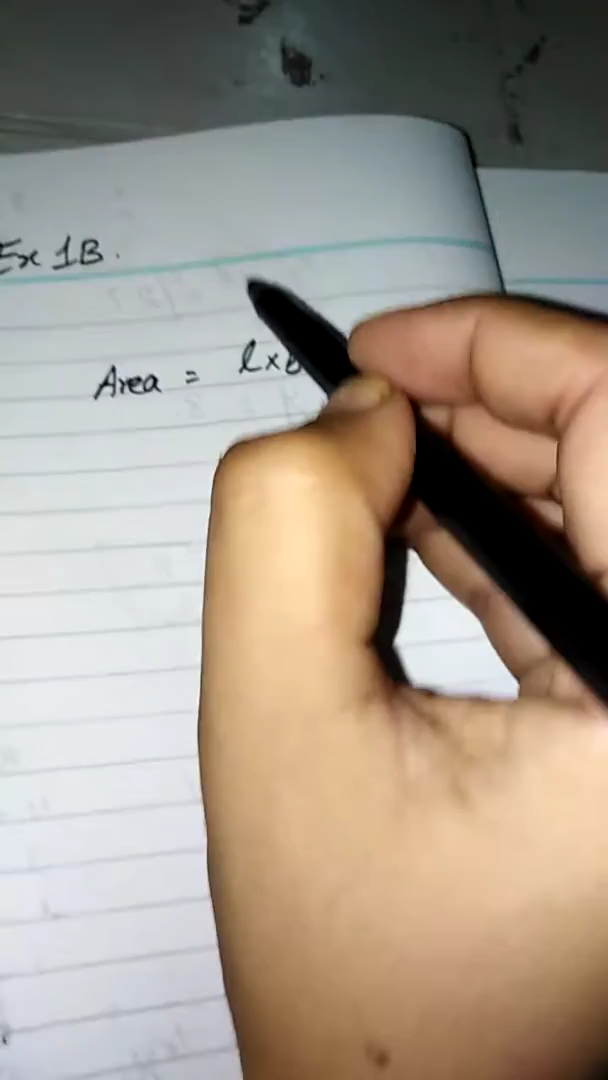 Ex 1B.
Area = l×b